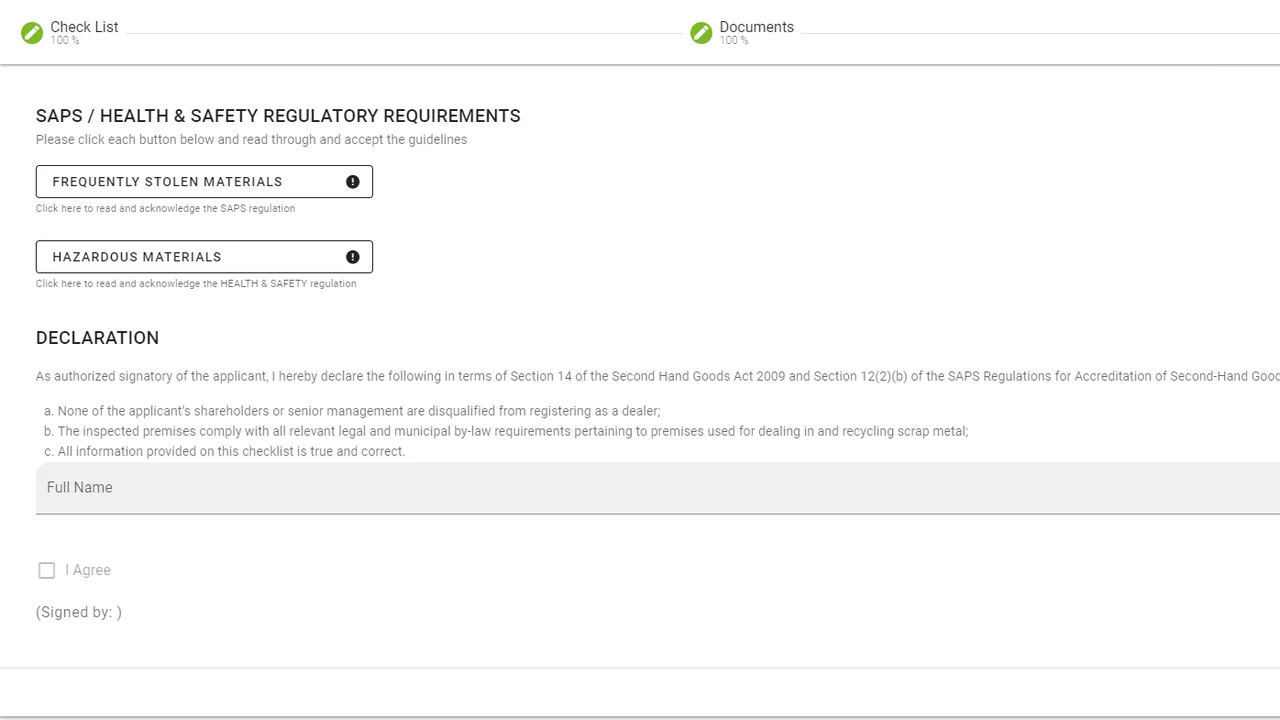 Check List
100 %
Documents
100 %
SAPS / HEALTH & SAFETY REGULATORY REQUIREMENTS
Please click each button below and read through and accept the guidelines
FREQUENTLY STOLEN MATERIALS
Click here to read and acknowledge the SAPS regulation
HAZARDOUS MATERIALS
Click here to read and acknowledge the HEALTH & SAFETY regulation
DECLARATION
As authorized signatory of the applicant, I hereby declare the following in terms of Section 14 of the Second Hand Goods Act 2009 and Section 12(2)(b) of the SAPS Regulations for Accreditation of Second-Hand Good
a. None of the applicant's shareholders or senior management are disqualified from registering as a dealer;
b. The inspected premises comply with all relevant legal and municipal by-law requirements pertaining to premises used for dealing in and recycling scrap metal;
c. All information provided on this checklist is true and correct.
Full Name
I Agree
(Signed by: )